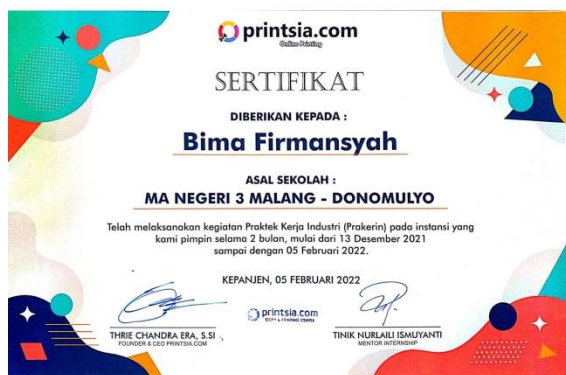 printsia.com
Online Printing
SERTIFIKAT
DIBERIKAN KEPADA :
Bima Firmansyah
ASAL SEKOLAH :
MA NEGERI 3 MALANG - DONOMULYO
Telah melaksanakan kegiatan Praktek Kerja Industri (Prakerin) pada instansi yang
kami pimpin selama 2 bulan, mulai dari 13 Desember 2021
sampai dengan 05 Februari 2022.
KEPANJEN, 05 FEBRUARI 2022
printsia.com
COPY & PRINTING CENTER
THRIE CHANDRA ERA, S.SI
FOUNDER & CEO PRINTSIA.COM
TINIK NURLAILI ISMUYANTI
MENTOR INTERNSHIP